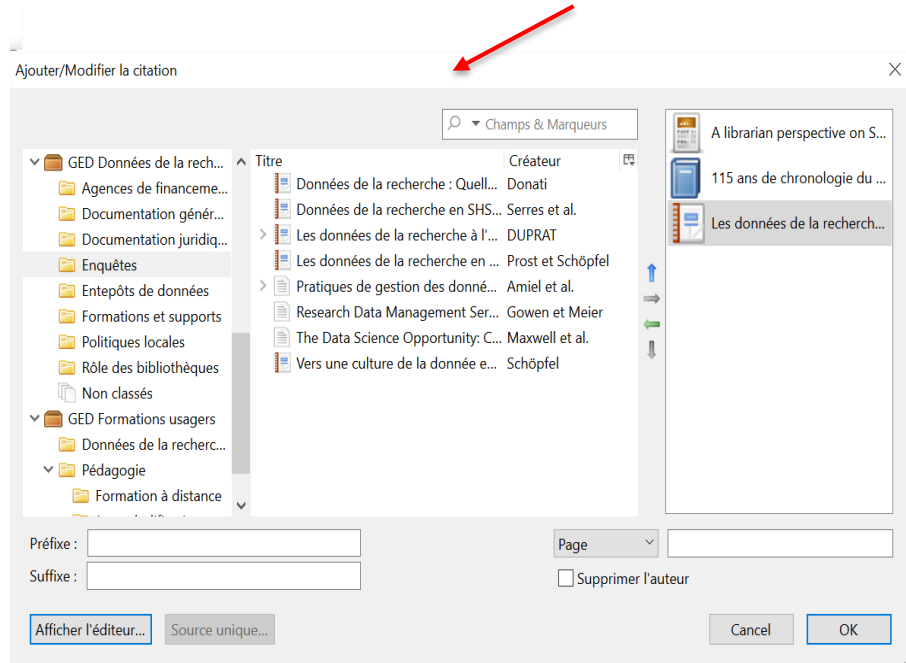 Ajouter/Modifier la citation
Champs & Marqueurs
GED Données de la rech...
Agences de financeme...
Documentation génér...
Documentation juridiq...
Enquêtes
Entepôts de données
Formations et supports
Politiques locales
Rôle des bibliothèques
Non classés
GED Formations usagers
Données de la recherc...
Pédagogie
Formation à distance
Titre Créateur
Données de la recherche : Quell... Donati
Données de la recherche en SHS... Serres et al.
Les données de la recherche à l'... DUPRAT
Les données de la recherche en ... Prost et Schöpfel
Pratiques de gestion des donné... Amiel et al.
Research Data Management Ser... Gowen et Meier
The Data Science Opportunity: C... Maxwell et al.
Vers une culture de la donnée e... Schöpfel
A librarian perspective on S...
115 ans de chronologie du ...
Les données de la recherch...
Préfixe :
Suffixe :
Page
Supprimer l'auteur
Afficher l'éditeur...
Source unique...
Cancel
OK